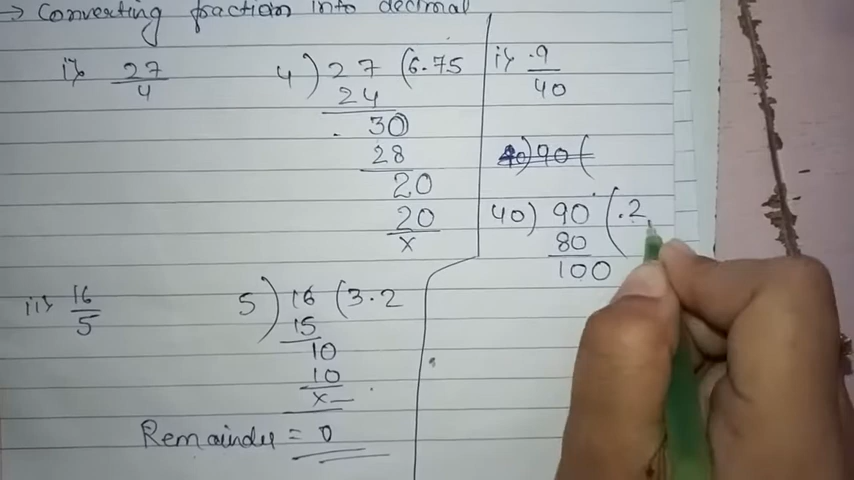 → Converting fraction into decimal
i) 27/4
4 ) 27 ( 6.75
24
30
28
20
20
x
ii) 16/5
5 ) 16 ( 3.2
15
10
10
x
Remainder = 0
i) 9/40
40 ) 90 (
40 ) 90 ( .2
80
100